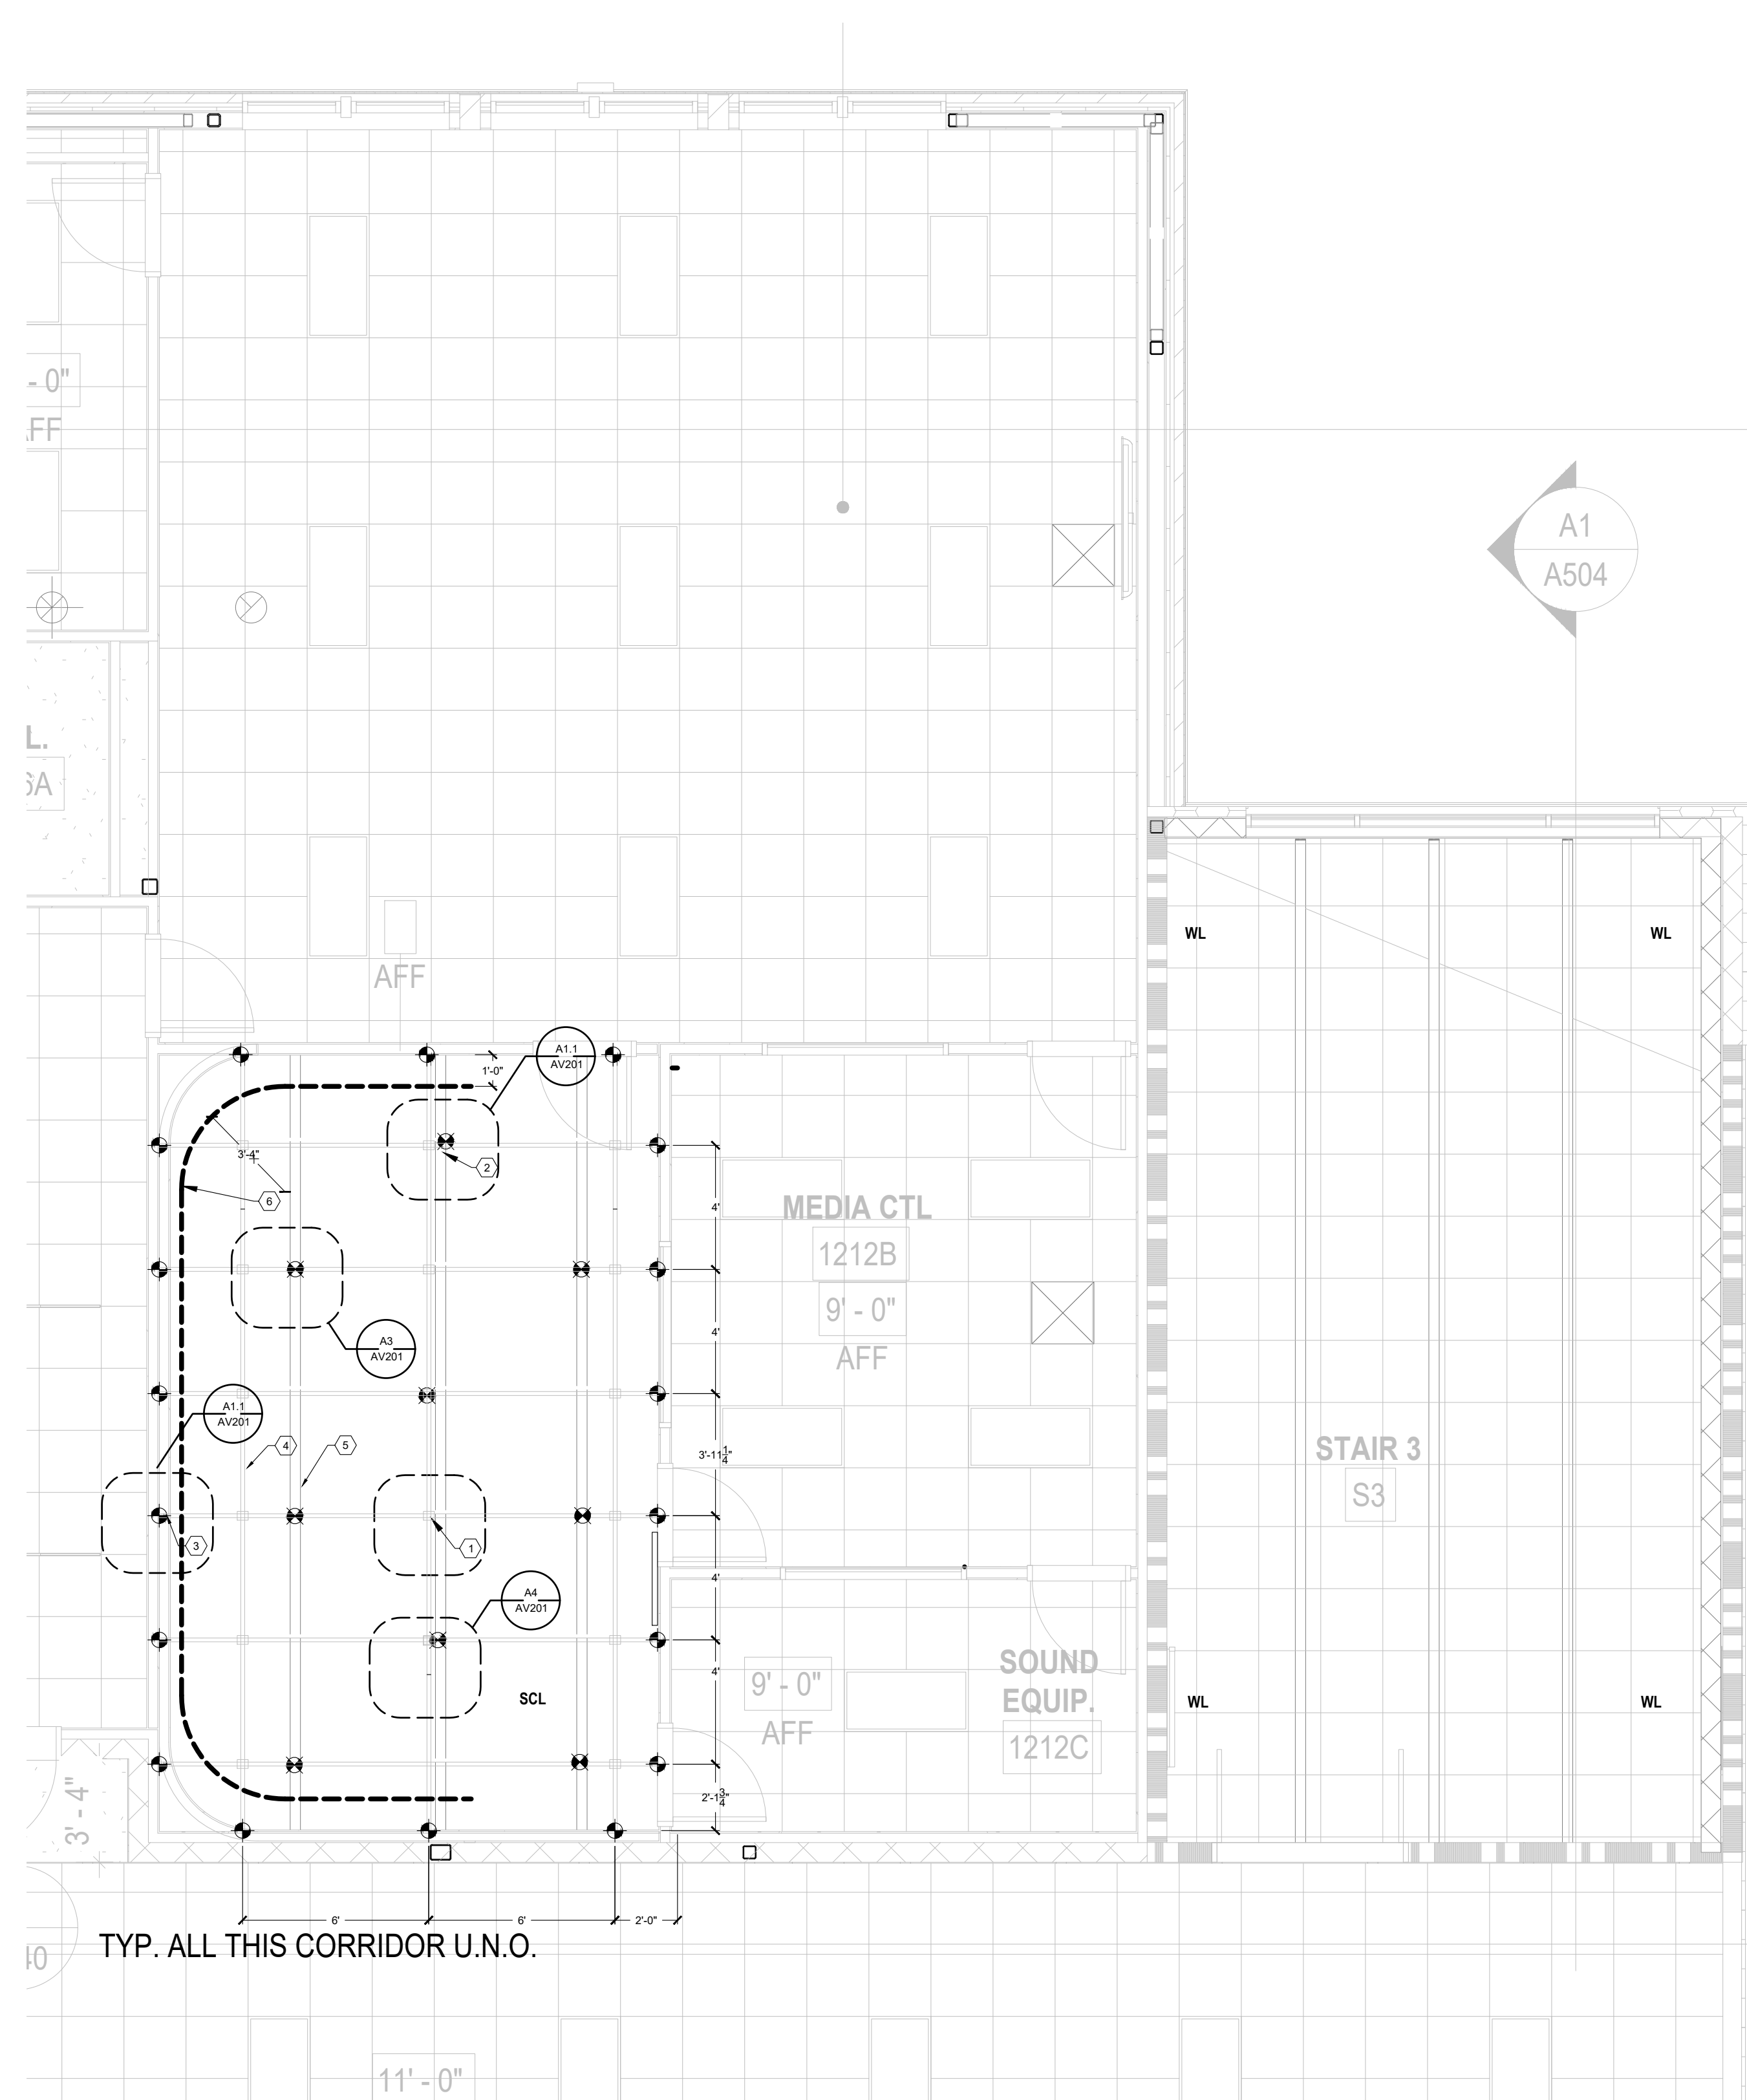 - 0"
AFF
A1
A504
L.
6A
WL
WL
AFF
A1.1
AV201
1'-0"
3'-4"
2
6
4'
MEDIA CTL
1212B
9' - 0"
AFF
4'
A3
AV201
A1.1
AV201
4
5
3'-11 1/4"
STAIR 3
S3
3
1
4'
A4
AV201
SOUND
EQUIP.
1212C
4'
9' - 0"
AFF
SCL
WL
WL
3' - 4"
2'-1 3/4"
6'
6'
2'-0"
TYP. ALL THIS CORRIDOR U.N.O.
11' - 0"